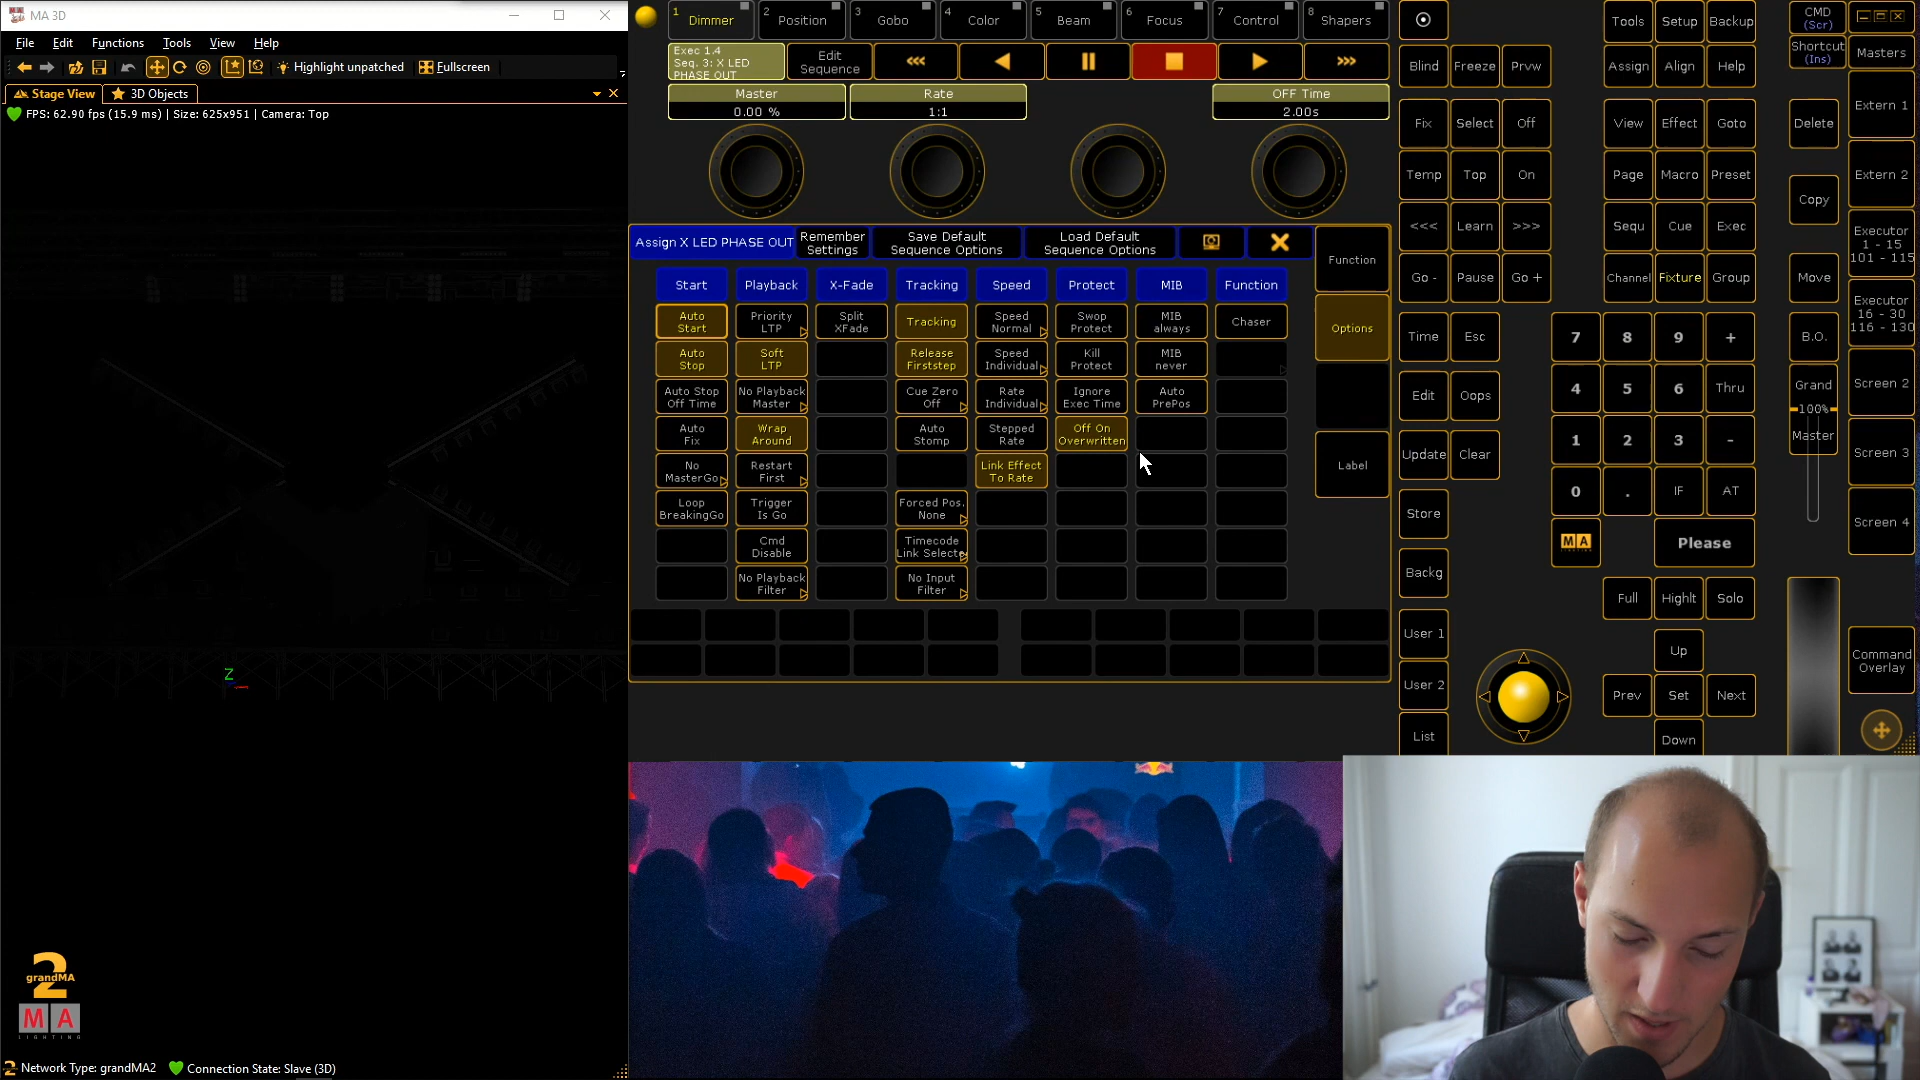 MA 3D
File Edit Functions Tools View Help
Highlight unpatched Fullscreen
Stage View 3D Objects
FPS: 62.90 fps (15.9 ms) | Size: 625x951 | Camera: Top
Z
2
grandMA
MA
LIGHTING
Network Type: grandMA2 Connection State: Slave (3D)
1 Dimmer 2 Position 3 Gobo 4 Color 5 Beam 6 Focus 7 Control 8 Shapers
Exec 1.4
Seq. 3: X LED
PHASE OUT
Edit
Sequence
Master
0.00 %
Rate
1:1
OFF Time
2.00s
Assign X LED PHASE OUT
Remember
Settings
Save Default
Sequence Options
Load Default
Sequence Options
Start Playback X-Fade Tracking Speed Protect MIB Function
Auto
Start
Priority
LTP
Split
XFade
Tracking
Speed
Normal
Swop
Protect
MIB
always
Chaser
Auto
Stop
Soft
LTP
Release
Firststep
Speed
Individual
Kill
Protect
MIB
never
Auto Stop
Off Time
No Playback
Master
Cue Zero
Off
Rate
Individual
Ignore
Exec Time
Auto
PrePos
Auto
Fix
Wrap
Around
Auto
Stomp
Stepped
Rate
Off On
Overwritten
No
MasterGo
Restart
First
Link Effect
To Rate
Loop
BreakingGo
Trigger
Is Go
Forced Pos.
None
Cmd
Disable
Timecode
Link Selecte
No Playback
Filter
No Input
Filter
Function
Options
Label
Tools Setup Backup
CMD
(Scr)
Shortcut
(Ins)
Masters
Blind Freeze Prvw Assign Align Help
Extern 1
Fix Select Off View Effect Goto Delete
Temp Top On Page Macro Preset
Extern 2
Copy
<<< Learn >>> Sequ Cue Exec
Executor
1 - 15
101 - 115
Go - Pause Go + Channel Fixture Group Move
Executor
16 - 30
116 - 130
Time Esc 7 8 9 + B.O.
Edit Oops 4 5 6 Thru
Grand
100%
Master
Screen 2
Update Clear 1 2 3 -
Screen 3
Store 0 . IF AT
Screen 4
MA Please
Backg
Full Highlt Solo
User 1
Up
Command
Overlay
User 2 Prev Set Next
List Down